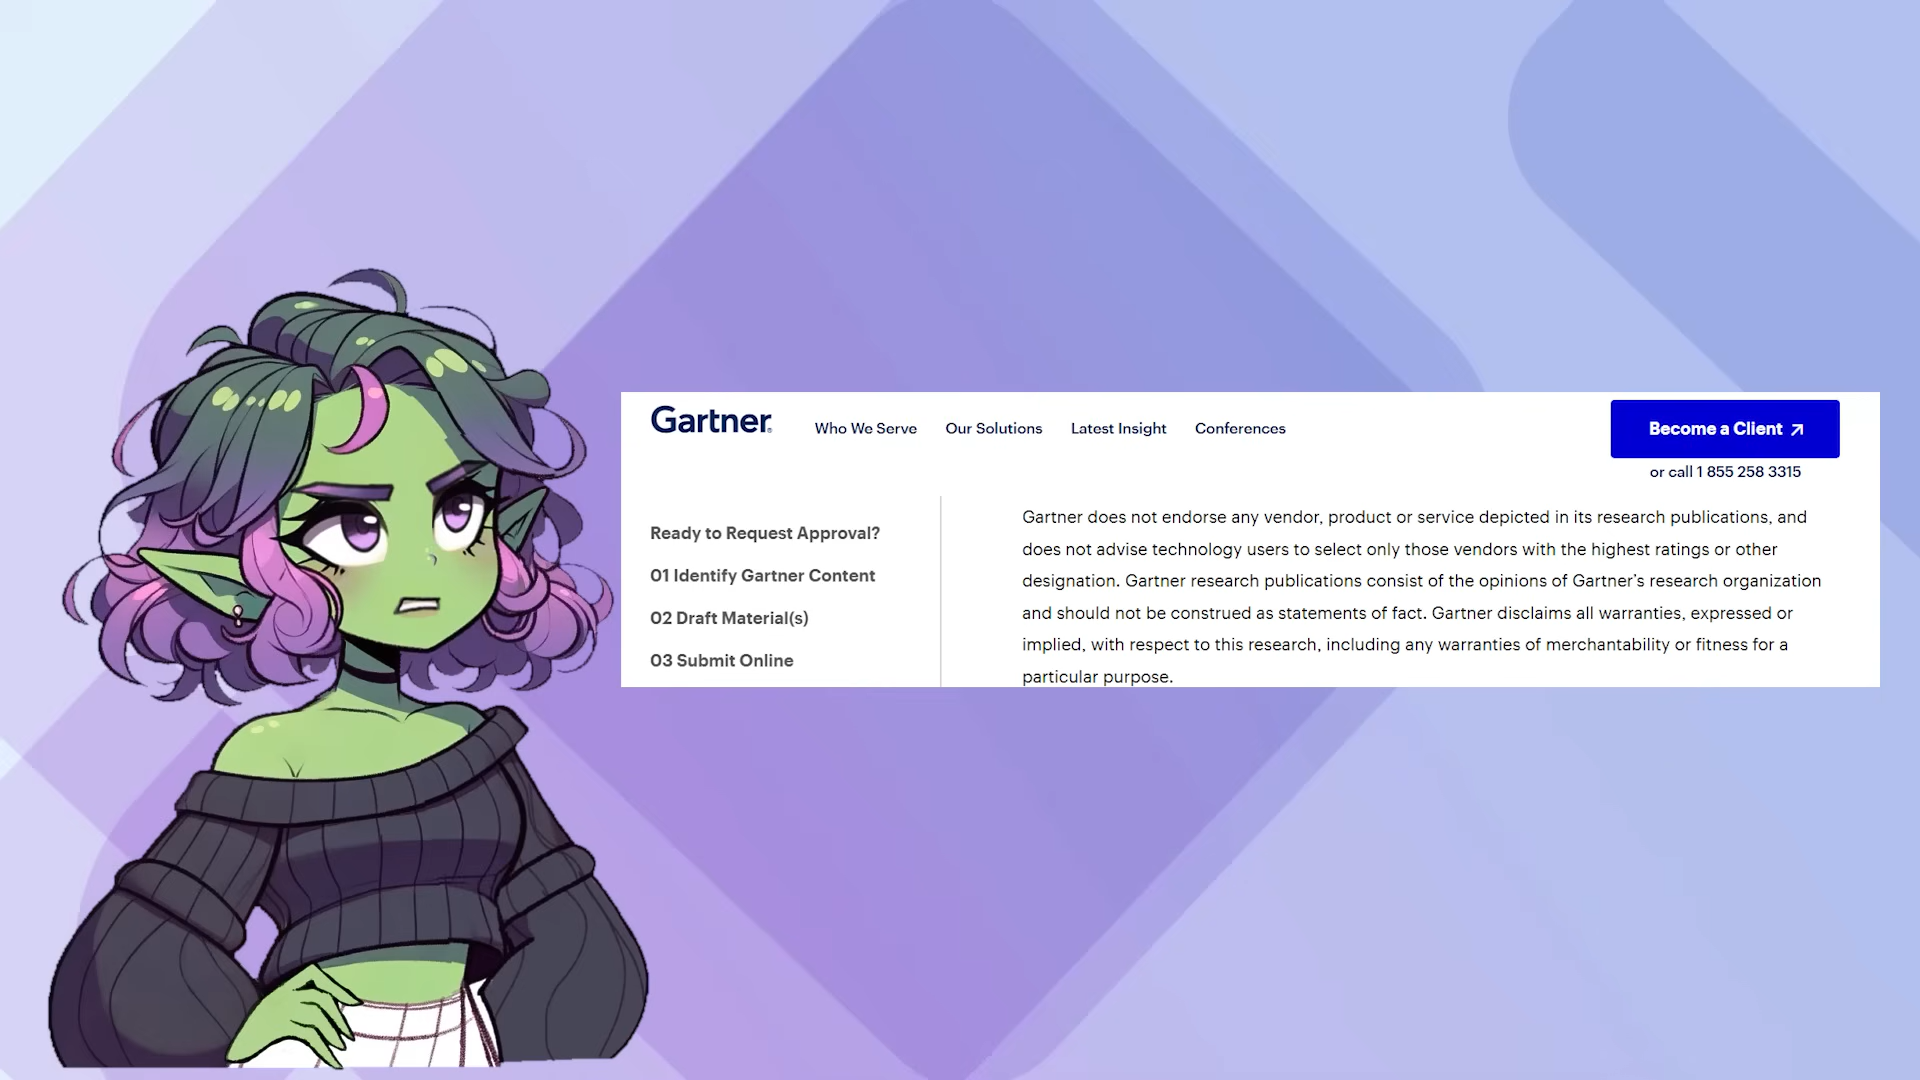 Gartner®
Who We Serve
Our Solutions
Latest Insight
Conferences
Become a Client
or call 1 855 258 3315
Ready to Request Approval?
01 Identify Gartner Content
02 Draft Material(s)
03 Submit Online
Gartner does not endorse any vendor, product or service depicted in its research publications, and
does not advise technology users to select only those vendors with the highest ratings or other
designation. Gartner research publications consist of the opinions of Gartner’s research organization
and should not be construed as statements of fact. Gartner disclaims all warranties, expressed or
implied, with respect to this research, including any warranties of merchantability or fitness for a
particular purpose.